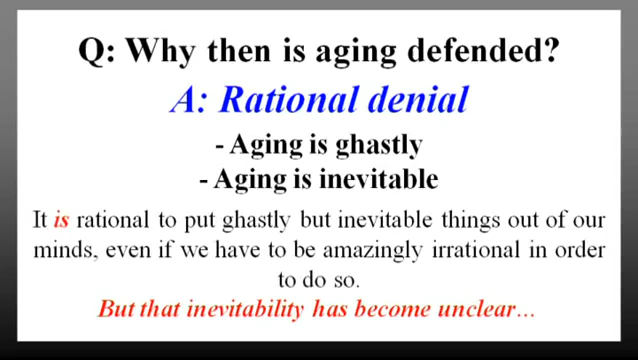 Q: Why then is aging defended?
A: Rational denial
- Aging is ghastly
- Aging is inevitable
It is rational to put ghastly but inevitable things out of our
minds, even if we have to be amazingly irrational in order
to do so.
But that inevitability has become unclear…